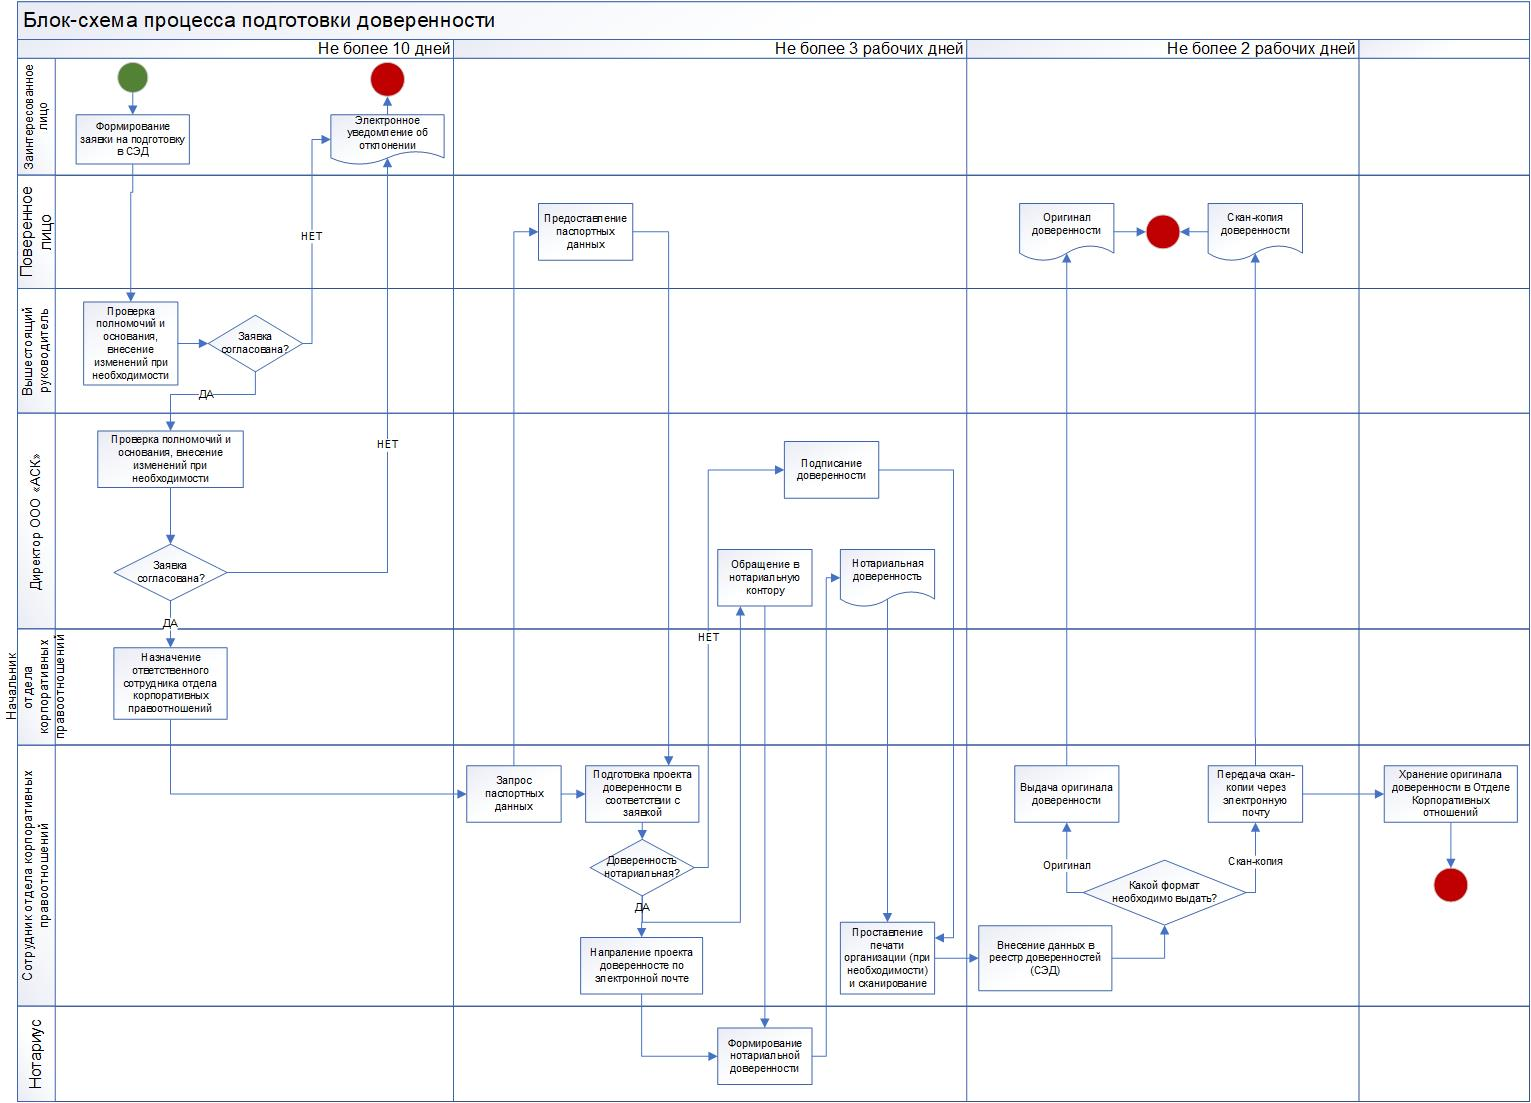 Блок-схема процесса подготовки доверенности
Не более 10 дней
Не более 3 рабочих дней
Не более 2 рабочих дней
Заинтересованное
лицо
Формирование
заявки на подготовку
в СЭД
Электронное
уведомление об
отклонении
НЕТ
Поверенное
лицо
Предоставление
паспортных
данных
Оригинал
доверенности
Скан-копия
доверенности
Вышестоящий
руководитель
Проверка
полномочий и
основания,
внесение
изменений при
необходимости
Заявка
согласована?
ДА
Директор ООО «АСК»
Проверка полномочий и
основания, внесение
изменений при
необходимости
НЕТ
Заявка
согласована?
ДА
Подписание
доверенности
Обращение в
нотариальную
контору
Нотариальная
доверенность
Начальник
отдела
корпоративных
правоотношений
Назначение
ответственного
сотрудника отдела
корпоративных
правоотношений
НЕТ
Сотрудник отдела корпоративных
правоотношений
Запрос
паспортных
данных
Подготовка проекта
доверенности в
соответствии с
заявкой
Доверенность
нотариальная?
ДА
Напраление проекта
доверенносте по
электронной почте
Проставление
печати
организации (при
необходимости)
и сканирование
Внесение данных в
реестр доверенностей
(СЭД)
Какой формат
необходимо выдать?
Оригинал
Скан-копия
Выдача оригинала
доверенности
Передача скан-
копии через
электронную
почту
Хранение оригинала
доверенности в Отделе
Корпоративных
отношений
Нотариус
Формирование
нотариальной
доверенности